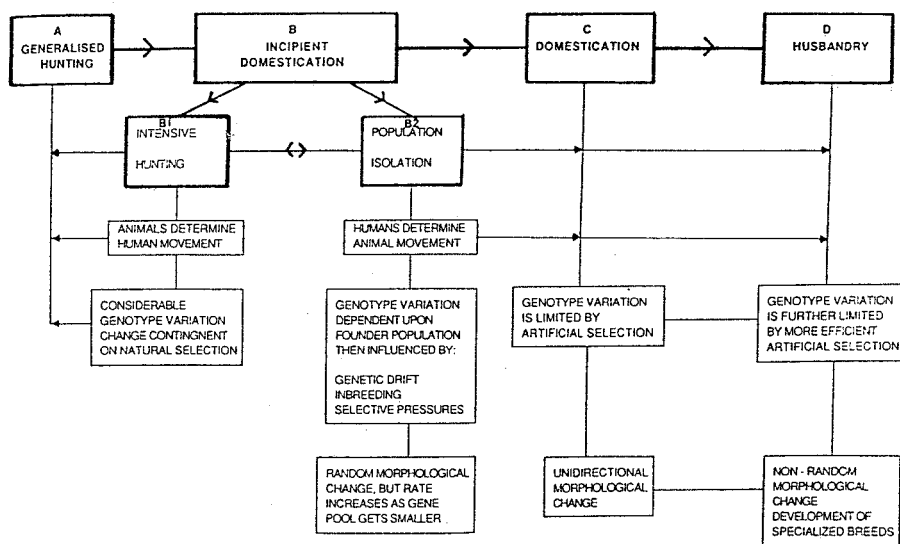 A
GENERALISED
HUNTING
B
INCIPIENT
DOMESTICATION
C
DOMESTICATION
D
HUSBANDRY
B1
INTENSIVE
HUNTING
B2
POPULATION
ISOLATION
ANIMALS DETERMINE
HUMAN MOVEMENT
HUMANS DETERMINE
ANIMAL MOVEMENT
CONSIDERABLE
GENOTYPE VARIATION
CHANGE CONTINGNENT
ON NATURAL SELECTION
GENOTYPE VARIATION
DEPENDENT UPON
FOUNDER POPULATION
THEN INFLUENCED BY:
GENETIC DRIFT
INBREEDING
SELECTIVE PRESSURES
GENOTYPE VARIATION
IS LIMITED BY
ARTIFICIAL SELECTION
GENOTYPE VARIATION
IS FURTHER LIMITED
BY MORE EFFICIENT
ARTIFICIAL SELECTION
RANDOM MORPHOLOGICAL
CHANGE, BUT RATE
INCREASES AS GENE
POOL GETS SMALLER
UNIDIRECTIONAL
MORPHOLOGICAL
CHANGE
NON - RANDOM
MORPHOLOGICAL
CHANGE
DEVELOPMENT OF
SPECIALIZED BREEDS